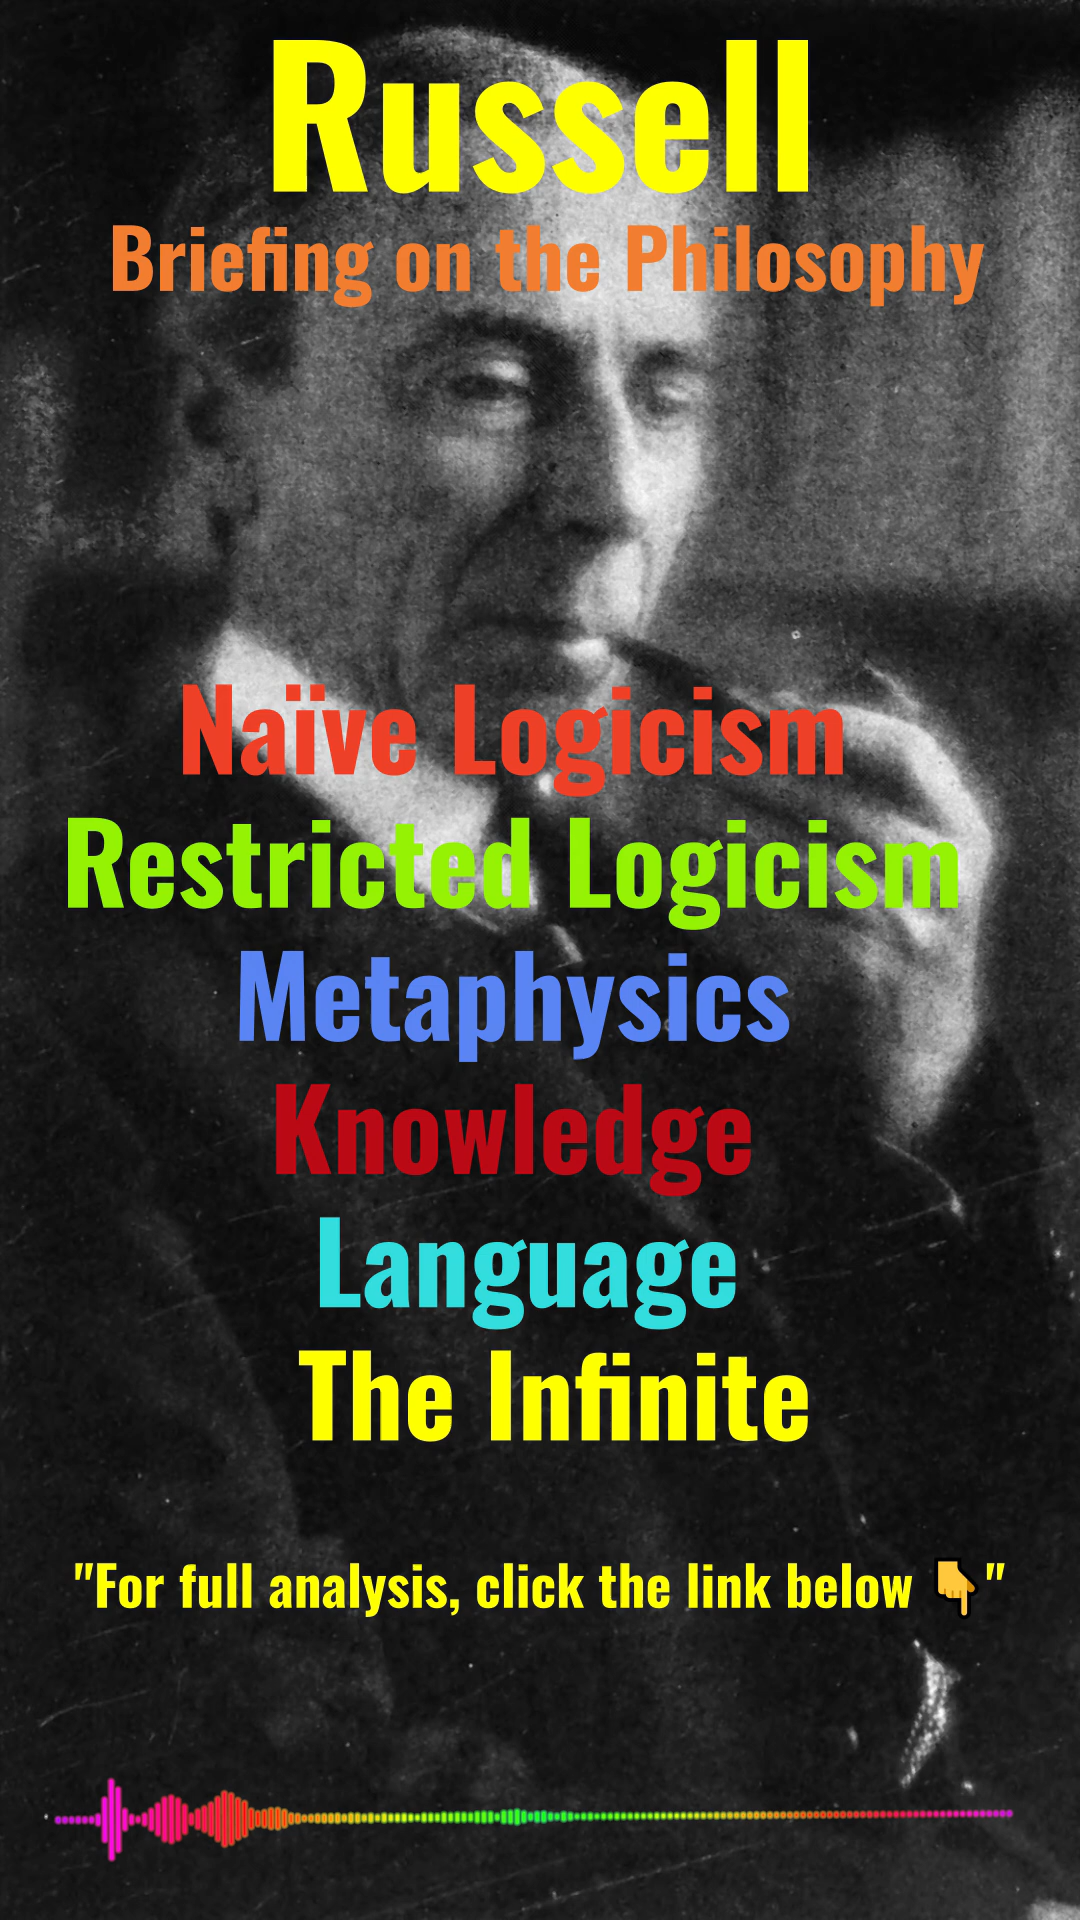 Russell
Briefing on the Philosophy
Naïve Logicism
Restricted Logicism
Metaphysics
Knowledge
Language
The Infinite
"For full analysis, click the link below 👇"